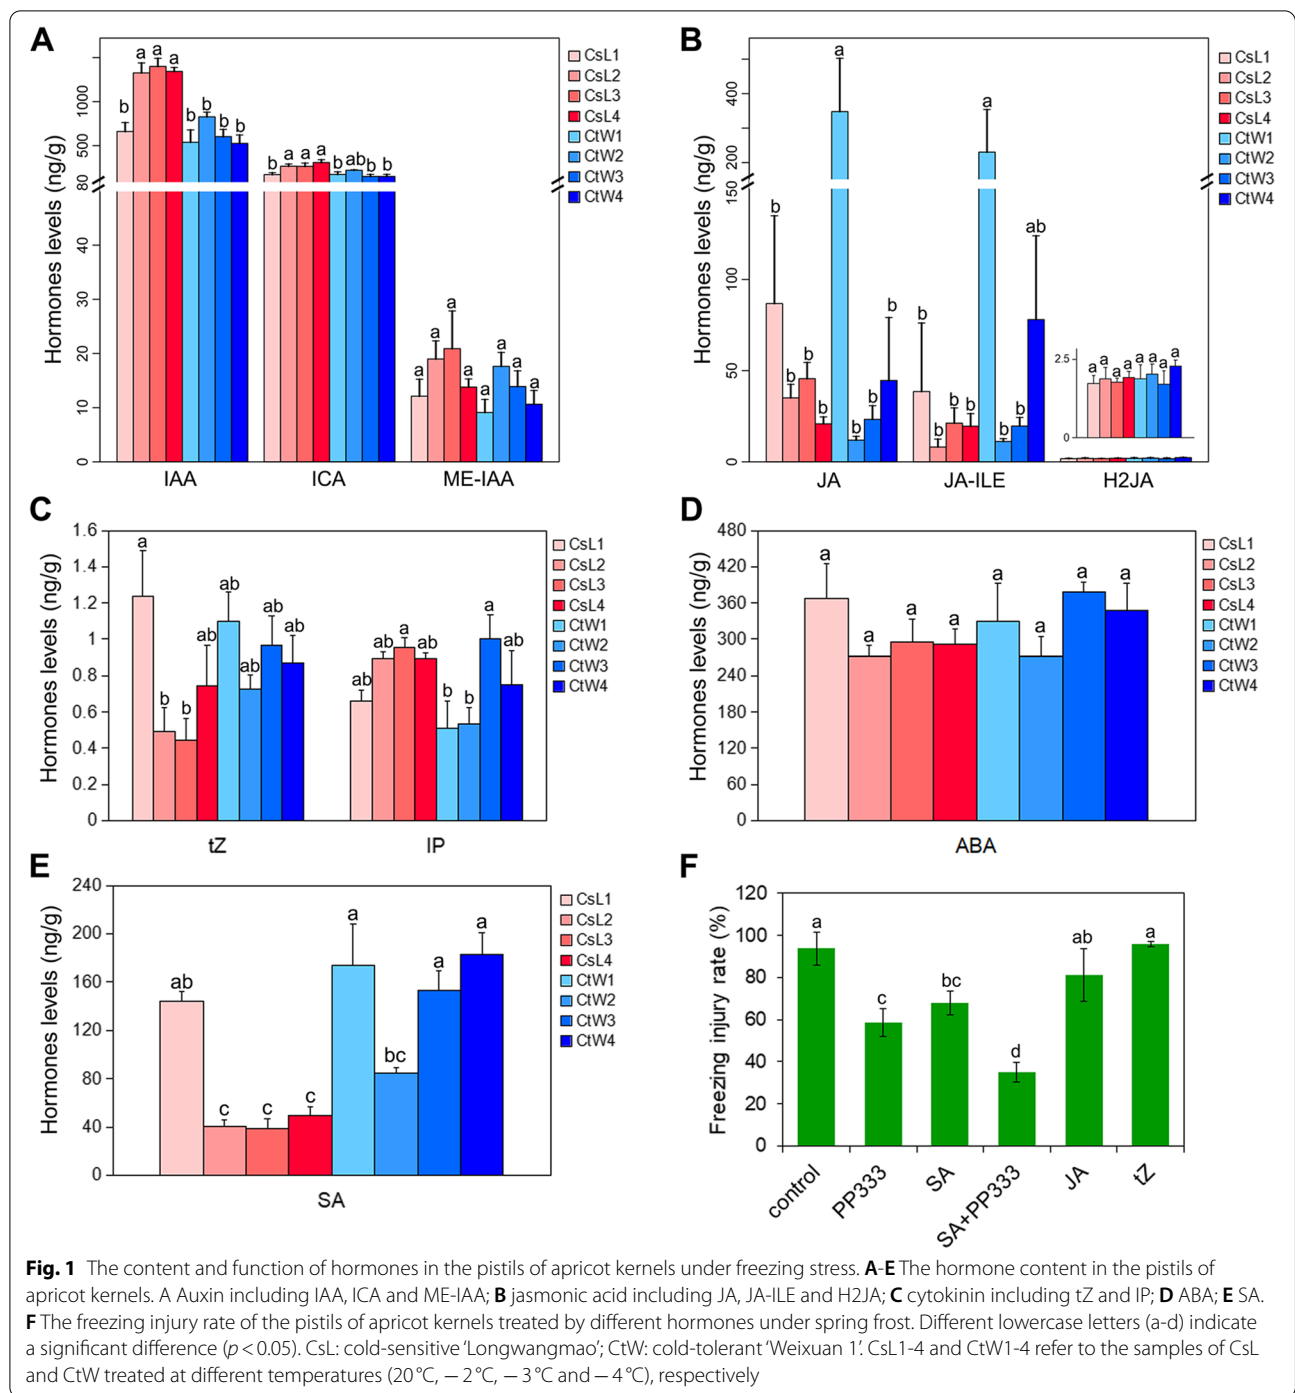 A
Hormones levels (ng/g)
1000
500
80
40
30
20
10
0
b a a a b b b b
b a a a b ab b b
a a a a a a a a
IAA ICA ME-IAA
CsL1
CsL2
CsL3
CsL4
CtW1
CtW2
CtW3
CtW4
B
Hormones levels (ng/g)
400
200
150
100
50
0
b b b b a b b b
b b b b a b b ab
2.5
0
a a a a a a a a
JA JA-ILE H2JA
CsL1
CsL2
CsL3
CsL4
CtW1
CtW2
CtW3
CtW4
C
Hormones levels (ng/g)
1.6
1.4
1.2
1
0.8
0.6
0.4
0.2
0
a b b ab ab ab ab ab
ab ab a ab b b a ab
tZ IP
CsL1
CsL2
CsL3
CsL4
CtW1
CtW2
CtW3
CtW4
D
Hormones levels (ng/g)
480
420
360
300
240
180
120
60
0
a a a a a a a a
ABA
CsL1
CsL2
CsL3
CsL4
CtW1
CtW2
CtW3
CtW4
E
Hormones levels (ng/g)
240
200
160
120
80
40
0
ab c c c a bc a a
SA
CsL1
CsL2
CsL3
CsL4
CtW1
CtW2
CtW3
CtW4
F
Freezing injury rate (%)
120
100
80
60
40
20
0
a c bc d ab a
control PP333 SA SA+PP333 JA tZ
Fig. 1 The content and function of hormones in the pistils of apricot kernels under freezing stress. A-E The hormone content in the pistils of
apricot kernels. A Auxin including IAA, ICA and ME-IAA; B jasmonic acid including JA, JA-ILE and H2JA; C cytokinin including tZ and IP; D ABA; E SA.
F The freezing injury rate of the pistils of apricot kernels treated by different hormones under spring frost. Different lowercase letters (a-d) indicate
a significant difference (p < 0.05). CsL: cold-sensitive 'Longwangmao'; CtW: cold-tolerant 'Weixuan 1'. CsL1-4 and CtW1-4 refer to the samples of CsL
and CtW treated at different temperatures (20 °C, − 2 °C, − 3 °C and − 4 °C), respectively